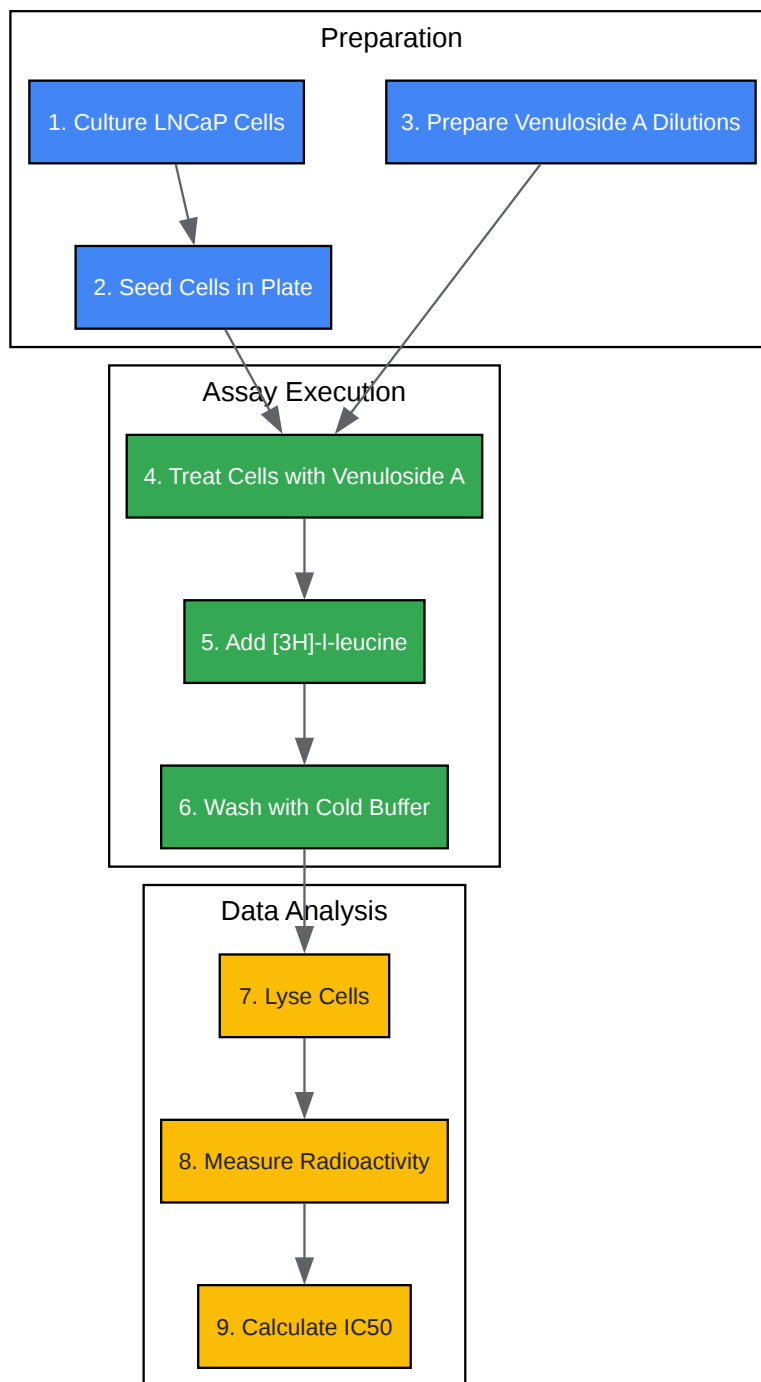 Preparation
1. Culture LNCaP Cells
3. Prepare Venuloside A Dilutions
2. Seed Cells in Plate
Assay Execution
4. Treat Cells with Venuloside A
5. Add [3H]-l-leucine
6. Wash with Cold Buffer
Data Analysis
7. Lyse Cells
8. Measure Radioactivity
9. Calculate IC50